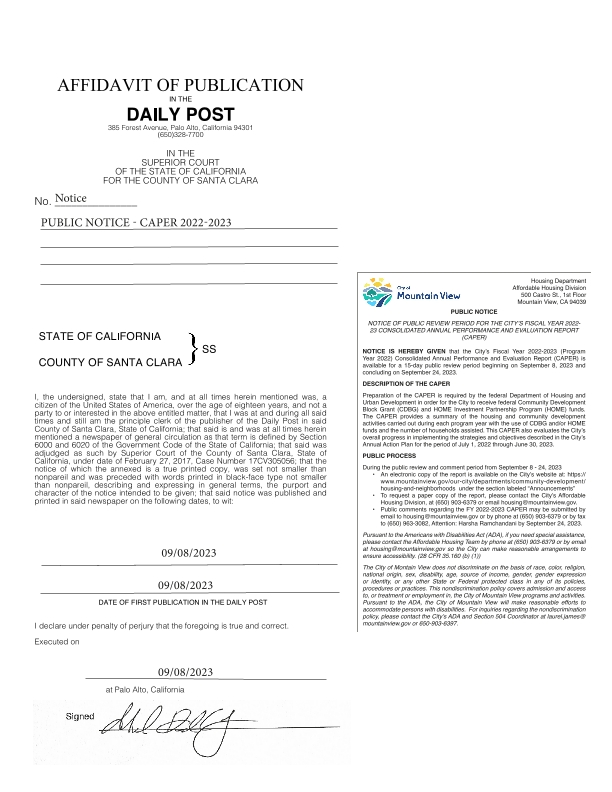 AFFIDAVIT OF PUBLICATION
IN THE
DAILY POST
385 Forest Avenue, Palo Alto, California 94301
(650)328-7700
IN THE
SUPERIOR COURT
OF THE STATE OF CALIFORNIA
FOR THE COUNTY OF SANTA CLARA
No. Notice
PUBLIC NOTICE - CAPER 2022-2023
STATE OF CALIFORNIA
COUNTY OF SANTA CLARA
} SS
I, the undersigned, state that I am, and at all times herein mentioned was, a
citizen of the United States of America, over the age of eighteen years, and not a
party to or interested in the above entitled matter, that I was at and during all said
times and still am the principle clerk of the publisher of the Daily Post in said
County of Santa Clara, State of California; that said is and was at all times herein
mentioned a newspaper of general circulation as that term is defined by Section
6000 and 6020 of the Government Code of the State of California; that said was
adjudged as such by Superior Court of the County of Santa Clara, State of
California, under date of February 27, 2017, Case Number 17CV305056; that the
notice of which the annexed is a true printed copy, was set not smaller than
nonpareil and was preceded with words printed in black-face type not smaller
than nonpareil, describing and expressing in general terms, the purport and
character of the notice intended to be given; that said notice was published and
printed in said newspaper on the following dates, to wit:
09/08/2023
09/08/2023
DATE OF FIRST PUBLICATION IN THE DAILY POST
I declare under penalty of perjury that the foregoing is true and correct.
Executed on
09/08/2023
at Palo Alto, California
Signed
City of
Mountain View
Housing Department
Affordable Housing Division
500 Castro St., 1st Floor
Mountain View, CA 94039
PUBLIC NOTICE
NOTICE OF PUBLIC REVIEW PERIOD FOR THE CITY'S FISCAL YEAR 2022-
23 CONSOLIDATED ANNUAL PERFORMANCE AND EVALUATION REPORT
(CAPER)
NOTICE IS HEREBY GIVEN that the City's Fiscal Year 2022-2023 (Program
Year 2022) Consolidated Annual Performance and Evaluation Report (CAPER) is
available for a 15-day public review period beginning on September 8, 2023 and
concluding on September 24, 2023.
DESCRIPTION OF THE CAPER
Preparation of the CAPER is required by the federal Department of Housing and
Urban Development in order for the City to receive federal Community Development
Block Grant (CDBG) and HOME Investment Partnership Program (HOME) funds.
The CAPER provides a summary of the housing and community development
activities carried out during each program year with the use of CDBG and/or HOME
funds and the number of households assisted. This CAPER also evaluates the City's
overall progress in implementing the strategies and objectives described in the City's
Annual Action Plan for the period of July 1, 2022 through June 30, 2023.
PUBLIC PROCESS
During the public review and comment period from September 8 - 24, 2023
• An electronic copy of the report is available on the City's website at: https://
www.mountainview.gov/our-city/departments/community-development/
housing-and-neighborhoods under the section labeled "Announcements"
• To request a paper copy of the report, please contact the City's Affordable
Housing Division, at (650) 903-6379 or by email at housing@mountainview.gov
• Public comments regarding the FY 2022-2023 CAPER may be submitted by
email to housing@mountainview.gov or by phone at (650) 903-6379 or by fax
to (650) 963-3082, Attention: Harsha Ramchandani by September 24, 2023.
Pursuant to the Americans with Disabilities Act (ADA), if you need special assistance,
please contact the Affordable Housing Team by phone at (650) 903-6379 or by email
at housing@mountainview.gov so the City can make reasonable arrangements to
ensure accessibility. (28 CFR 35.160 (b) (1))
The City of Mountain View does not discriminate on the basis of race, color, religion,
national origin, sex, disability, age, source of income, gender, gender expression
or identity, or any other State or Federal protected class in any of its policies,
procedures or practices. This nondiscrimination policy covers admission and access
to, or treatment or employment in, the City of Mountain View programs and activities.
Pursuant to the ADA, the City of Mountain View will make reasonable efforts to
accommodate persons with disabilities. For inquiries regarding the nondiscrimination
policy, please contact the City's ADA and Section 504 Coordinator at laurel.james@
mountainview.gov or 650-903-6397.